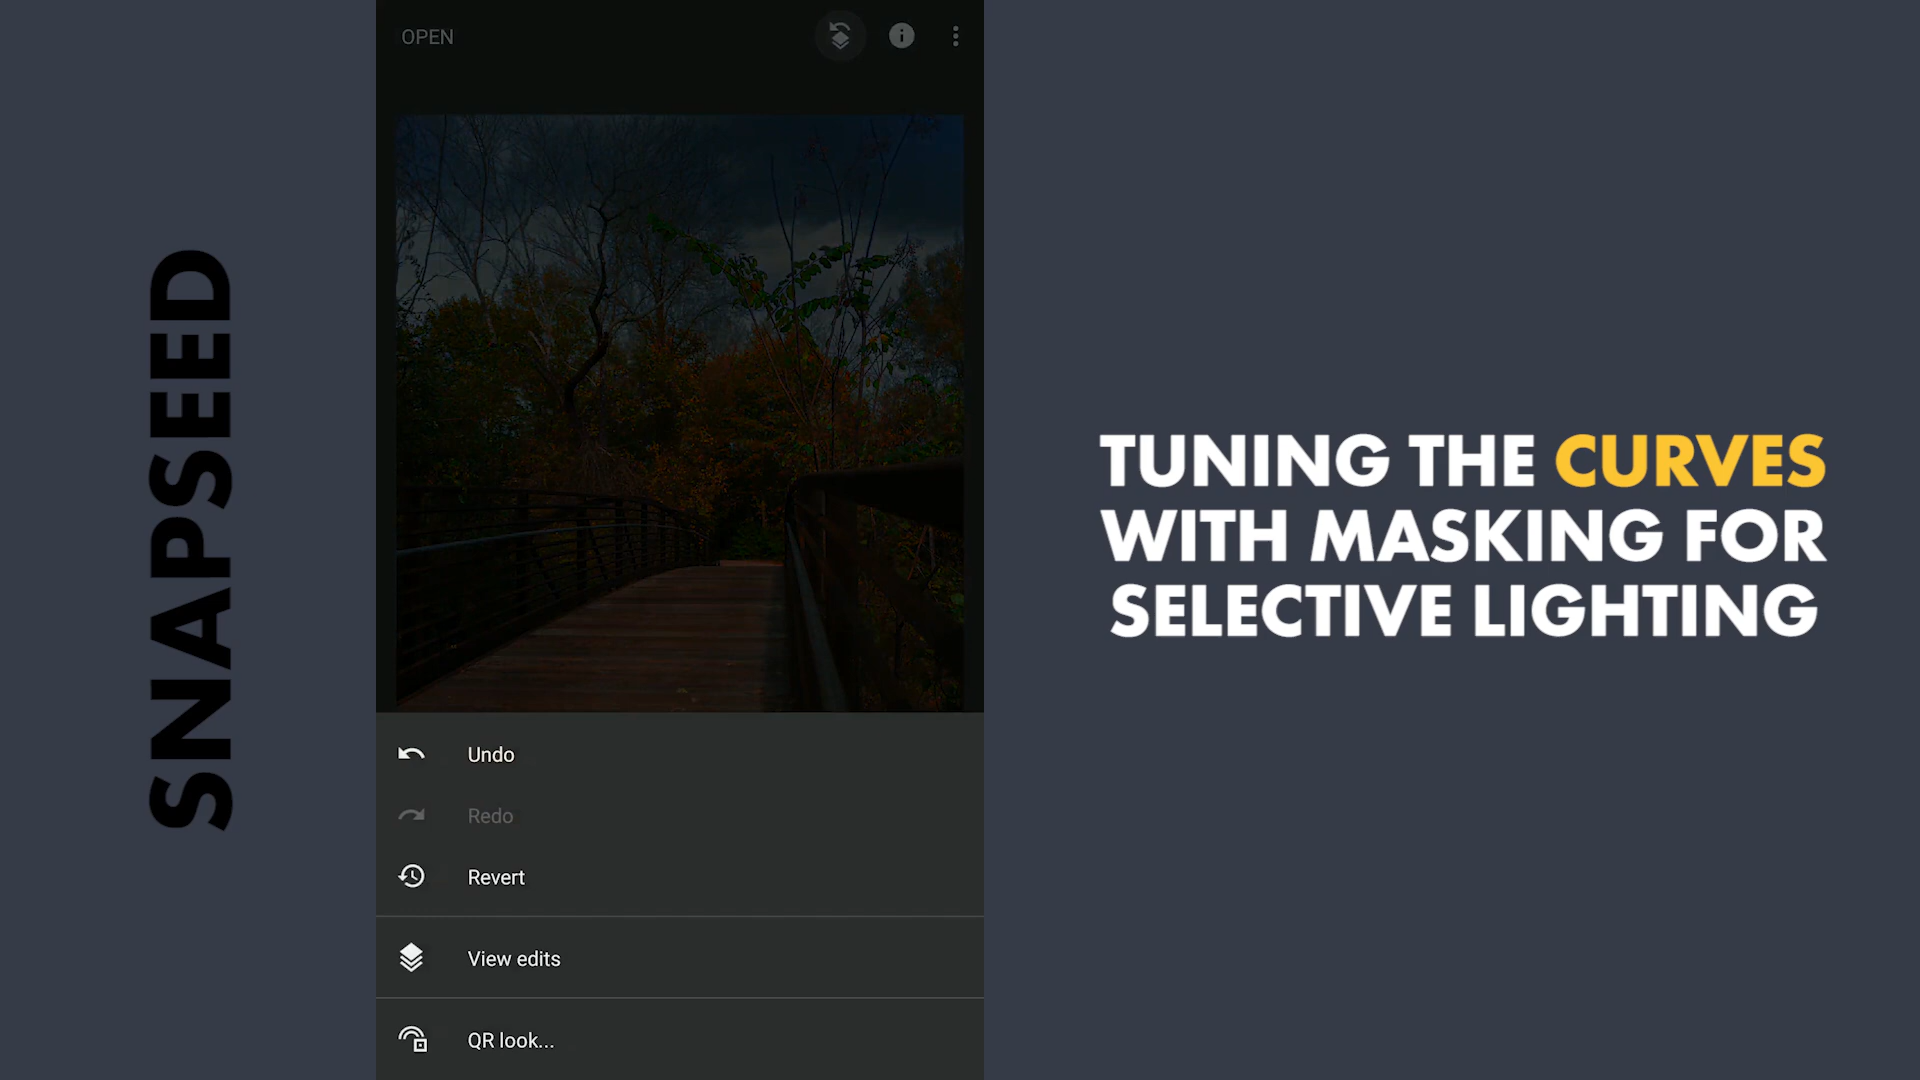 SNAPSEED
OPEN
Undo
Redo
Revert
View edits
QR look...
TUNING THE CURVES
WITH MASKING FOR
SELECTIVE LIGHTING